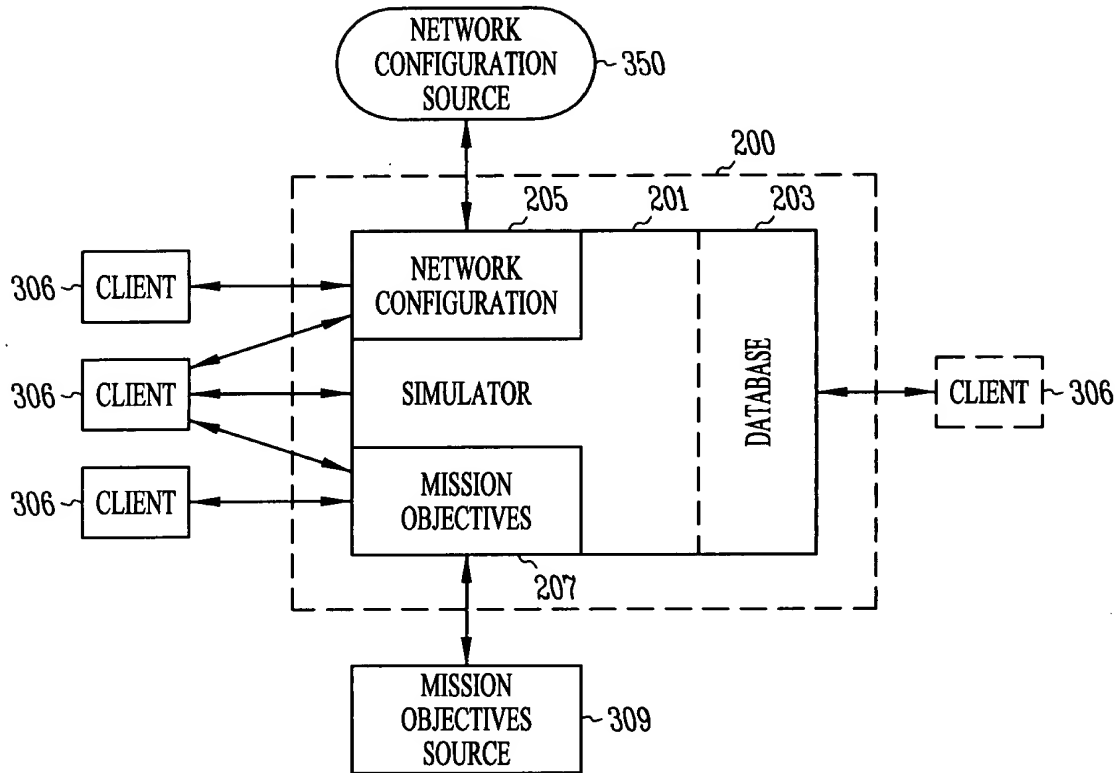 NETWORK
CONFIGURATION
SOURCE
350
200
205
201
203
NETWORK
CONFIGURATION
306
CLIENT
306
CLIENT
SIMULATOR
DATABASE
CLIENT
306
306
CLIENT
MISSION
OBJECTIVES
207
MISSION
OBJECTIVES
SOURCE
309